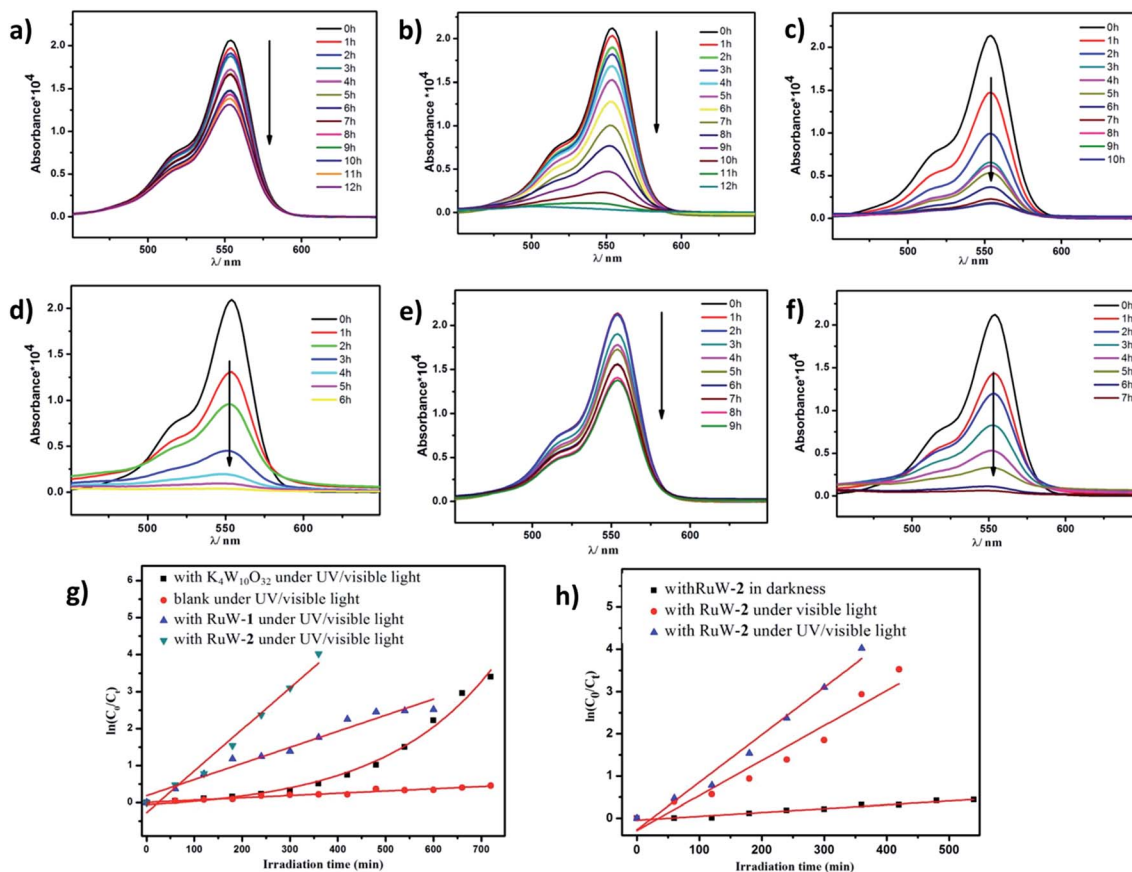 a)
2.0
1.5
1.0
0.5
0.0
Absorbance*10⁴
500 550 600
λ/ nm
0h
1h
2h
3h
4h
5h
6h
7h
8h
9h
10h
11h
12h
b)
2.0
1.5
1.0
0.5
0.0
Absorbance *10⁴
500 550 600
λ/ nm
0h
1h
2h
3h
4h
5h
6h
7h
8h
9h
10h
11h
12h
c)
2.0
1.5
1.0
0.5
0.0
Absorbance*10⁴
500 550 600
λ/ nm
0h
1h
2h
3h
4h
5h
6h
7h
8h
9h
10h
d)
2.0
1.5
1.0
0.5
0.0
Absorbance*10⁴
500 550 600
λ/ nm
0h
1h
2h
3h
4h
5h
6h
e)
2.0
1.5
1.0
0.5
0.0
Absorbance*10⁴
500 550 600
λ/ nm
0h
1h
2h
3h
4h
5h
6h
7h
8h
9h
f)
2.0
1.5
1.0
0.5
0.0
Absorbance*10⁴
500 550 600
λ/ nm
0h
1h
2h
3h
4h
5h
6h
7h
g)
with K₄W₁₀O₃₂ under UV/visible light
blank under UV/visible light
with RuW-1 under UV/visible light
with RuW-2 under UV/visible light
6
5
4
3
2
1
0
-1
ln(C₀/Cₜ)
0 100 200 300 400 500 600 700
Irradiation time (min)
h)
withRuW-2 in darkness
with RuW-2 under visible light
with RuW-2 under UV/visible light
5
4
3
2
1
0
-1
ln(C₀/Cₜ)
0 100 200 300 400 500
Irradiation time (min)